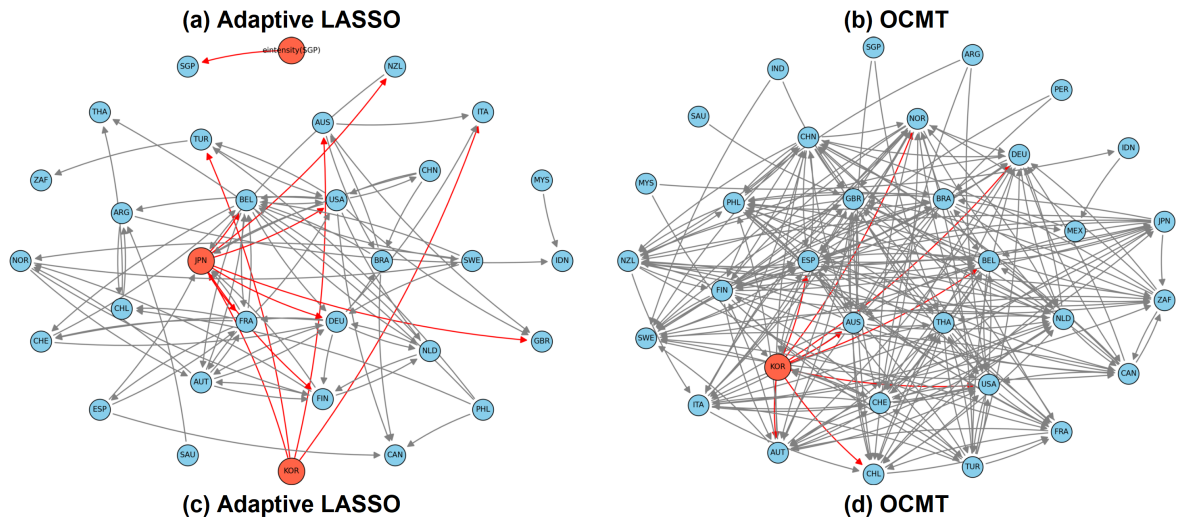 (a) Adaptive LASSO
(b) OCMT
eintensity(SGP)
SGP
NZL
THA
AUS
ITA
TUR
CHN
ZAF
MYS
ARG
BEL
USA
NOR
JPN
BRA
SWE
IDN
CHL
FRA
DEU
CHE
GBR
NLD
AUT
FIN
ESP
PHL
SAU
CAN
KOR
SGP
ARG
IND
PER
SAU
NOR
CHN
DEU
IDN
MYS
PHL
GBR
BRA
JPN
MEX
NZL
ESP
BEL
FIN
ZAF
SWE
AUS
THA
NLD
KOR
CAN
USA
ITA
CHE
FRA
AUT
CHL
TUR
(c) Adaptive LASSO
(d) OCMT